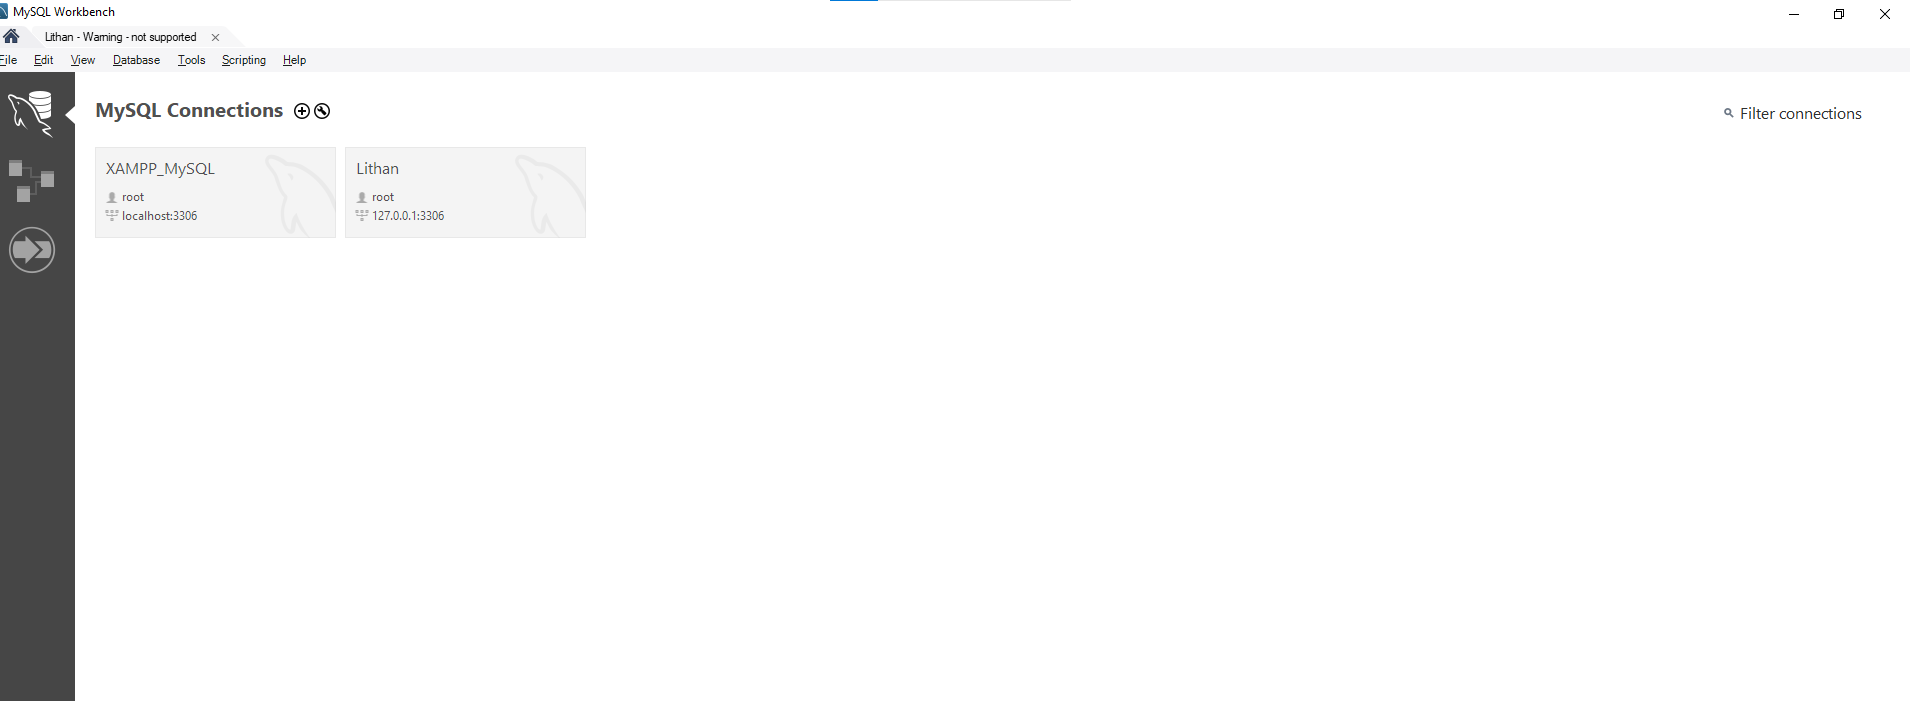 MySQL Workbench
Lithan - Warning - not supported
File Edit View Database Tools Scripting Help
MySQL Connections
Filter connections
XAMPP_MySQL
root
localhost:3306
Lithan
root
127.0.0.1:3306